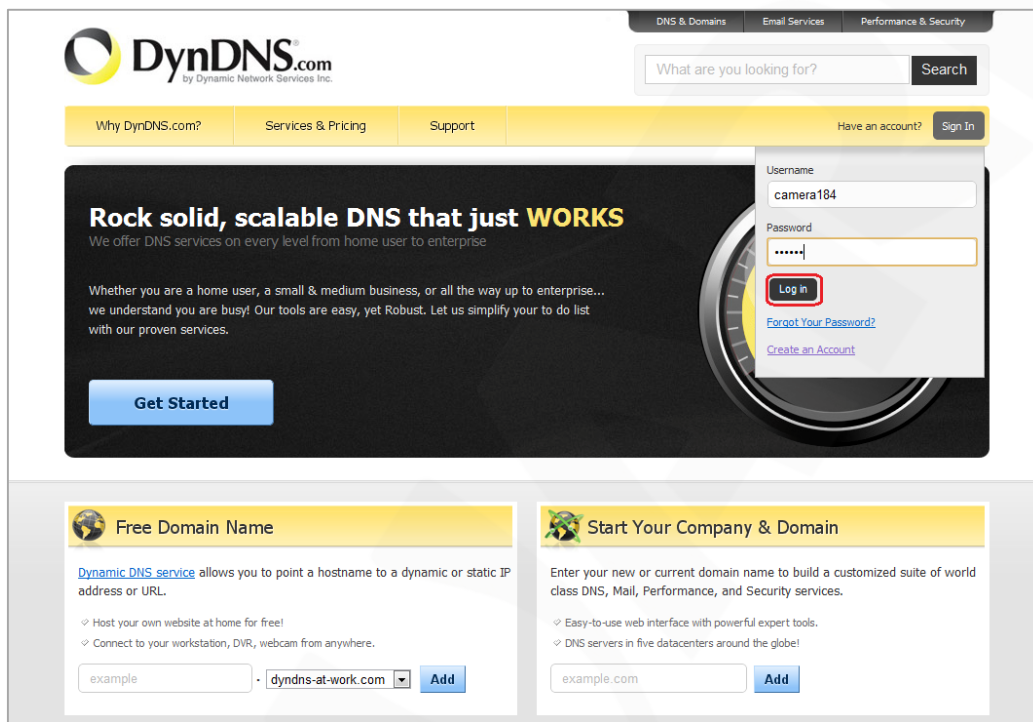 DNS & Domains Email Services Performance & Security
DynDNS.com
by Dynamic Network Services Inc.
What are you looking for? Search
Why DynDNS.com? Services & Pricing Support Have an account? Sign In
Username
camera184
Password
••••••
Log in
Forgot Your Password?
Create an Account
Rock solid, scalable DNS that just WORKS
We offer DNS services on every level from home user to enterprise
Whether you are a home user, a small & medium business, or all the way up to enterprise...
we understand you are busy! Our tools are easy, yet Robust. Let us simplify your to do list
with our proven services.
Get Started
Free Domain Name
Dynamic DNS service allows you to point a hostname to a dynamic or static IP
address or URL.
Host your own website at home for free!
Connect to your workstation, DVR, webcam from anywhere.
example - dyndns-at-work.com Add
Start Your Company & Domain
Enter your new or current domain name to build a customized suite of world
class DNS, Mail, Performance, and Security services.
Easy-to-use web interface with powerful expert tools.
DNS servers in five datacenters around the globe!
example.com Add